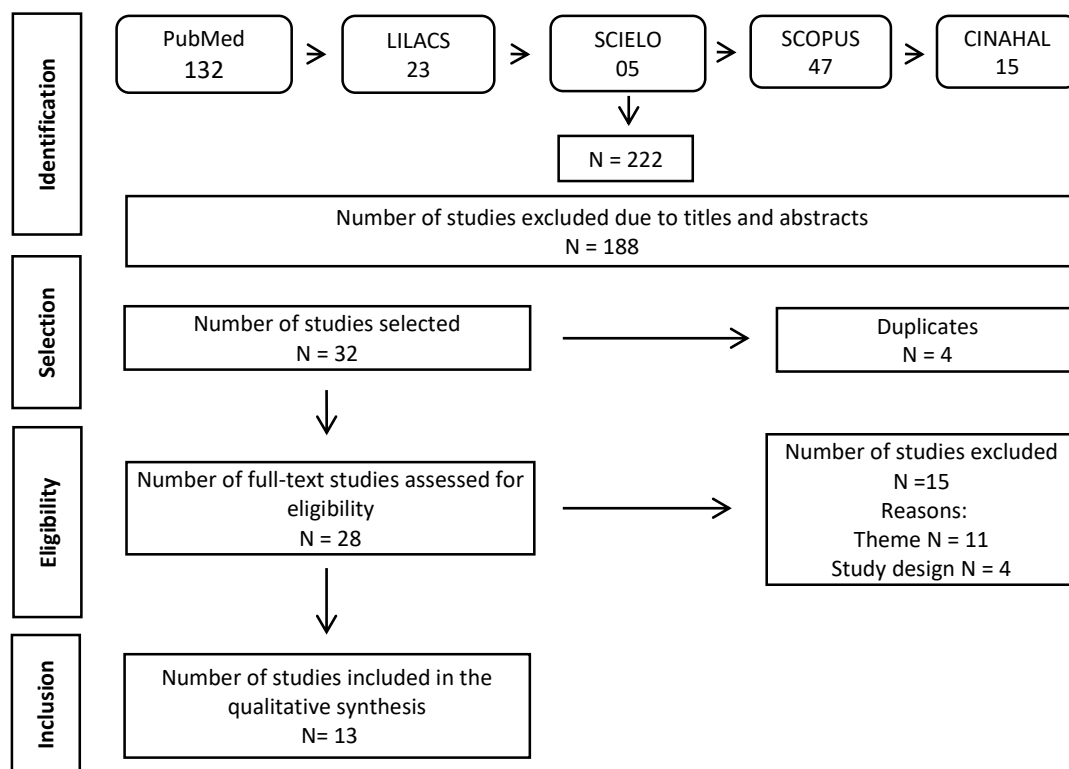 Identification
PubMed
132
LILACS
23
SCIELO
05
SCOPUS
47
CINAHAL
15
N = 222
Number of studies excluded due to titles and abstracts
N = 188
Selection
Number of studies selected
N = 32
Duplicates
N = 4
Eligibility
Number of full-text studies assessed for
eligibility
N = 28
Number of studies excluded
N =15
Reasons:
Theme N = 11
Study design N = 4
Inclusion
Number of studies included in the
qualitative synthesis
N= 13